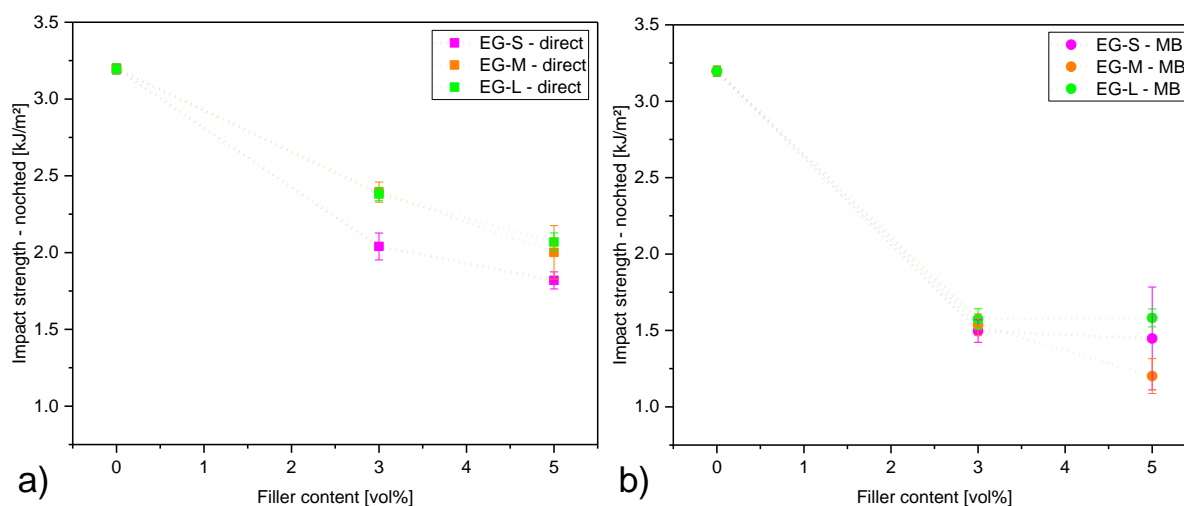 3.5
3.0
2.5
2.0
1.5
1.0
Impact strength - nochted [kJ/m²]
EG-S - direct
EG-M - direct
EG-L - direct
0 1 2 3 4 5
Filler content [vol%]
a)
3.5
3.0
2.5
2.0
1.5
1.0
Impact strength - nochted [kJ/m²]
EG-S - MB
EG-M - MB
EG-L - MB
0 1 2 3 4 5
Filler content [vol%]
b)